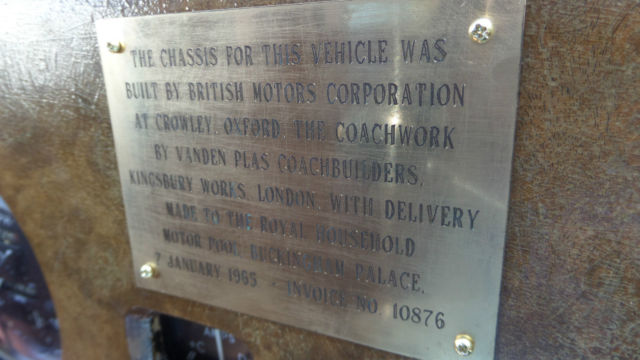 THE CHASSIS FOR THIS VEHICLE WAS
BUILT BY BRITISH MOTORS CORPORATION
AT CROWLEY, OXFORD, THE COACHWORK
BY VANDEN PLAS COACHBUILDERS,
KINGSBURY WORKS, LONDON, WITH DELIVERY
MADE TO THE ROYAL HOUSEHOLD
MOTOR POOL BUCKINGHAM PALACE,
7 JANUARY 1965 - INVOICE NO. 10876